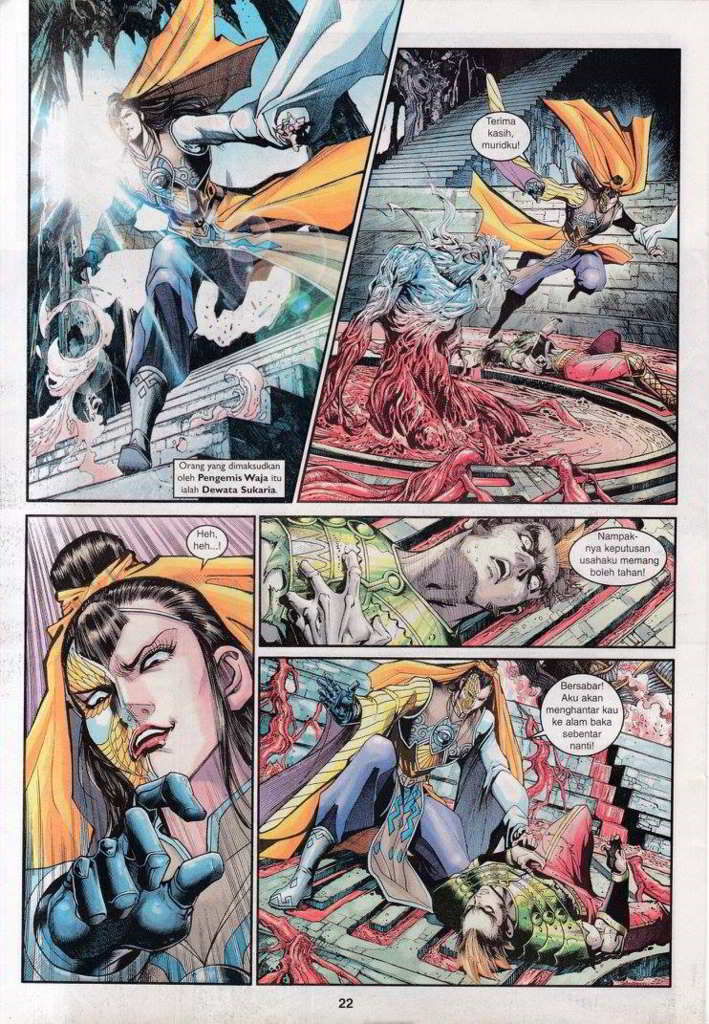 Orang yang dimaksudkan
oleh Pengemis Waja itu
ialah Dewata Sukaria.
Terima
kasih,
muridku!
Heh,
heh...!
Nampak-
nya keputusan
usahaku memang
boleh tahan!
Bersabar!
Aku akan
menghantar kau
ke alam baka
sebentar
nanti!
22